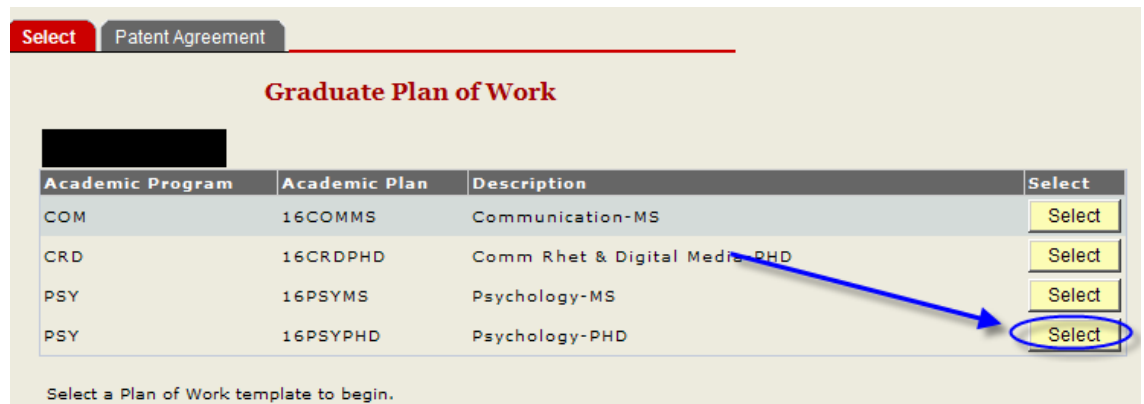 Select Patent Agreement
Graduate Plan of Work
Academic Program Academic Plan Description Select
COM 16COMMS Communication-MS Select
CRD 16CRDPHD Comm Rhet & Digital Media-PHD Select
PSY 16PSYMS Psychology-MS Select
PSY 16PSYPHD Psychology-PHD Select
Select a Plan of Work template to begin.